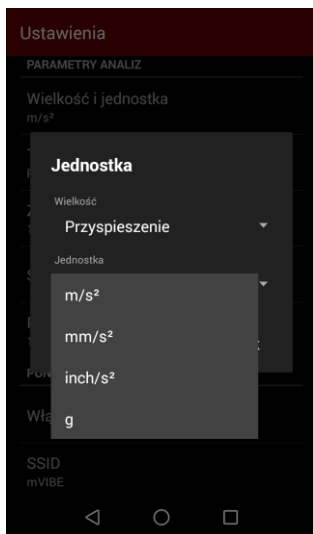 Ustawienia
PARAMETRY ANALIZ
Wielkość i jednostka
m/s²
Jednostka
Wielkość
Przyspieszenie
Jednostka
m/s²
mm/s²
inch/s²
g
SSID
mVIBE